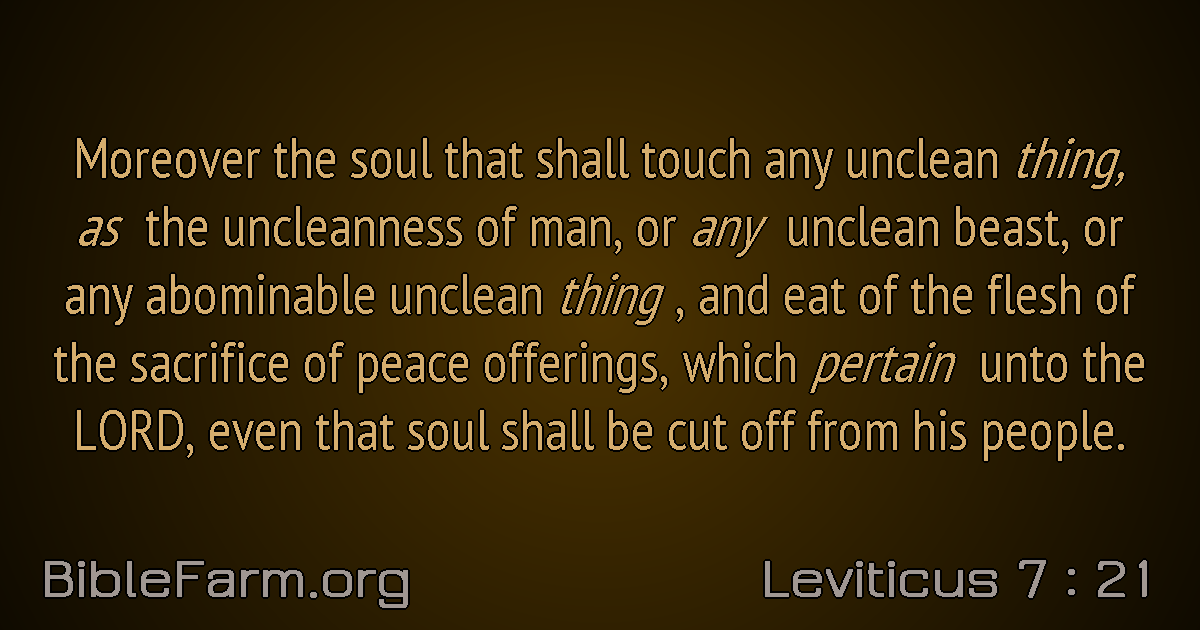 Moreover the soul that shall touch any unclean thing,
as the uncleanness of man, or any unclean beast, or
any abominable unclean thing , and eat of the flesh of
the sacrifice of peace offerings, which pertain unto the
LORD, even that soul shall be cut off from his people.
BibleFarm.org
Leviticus 7 : 21